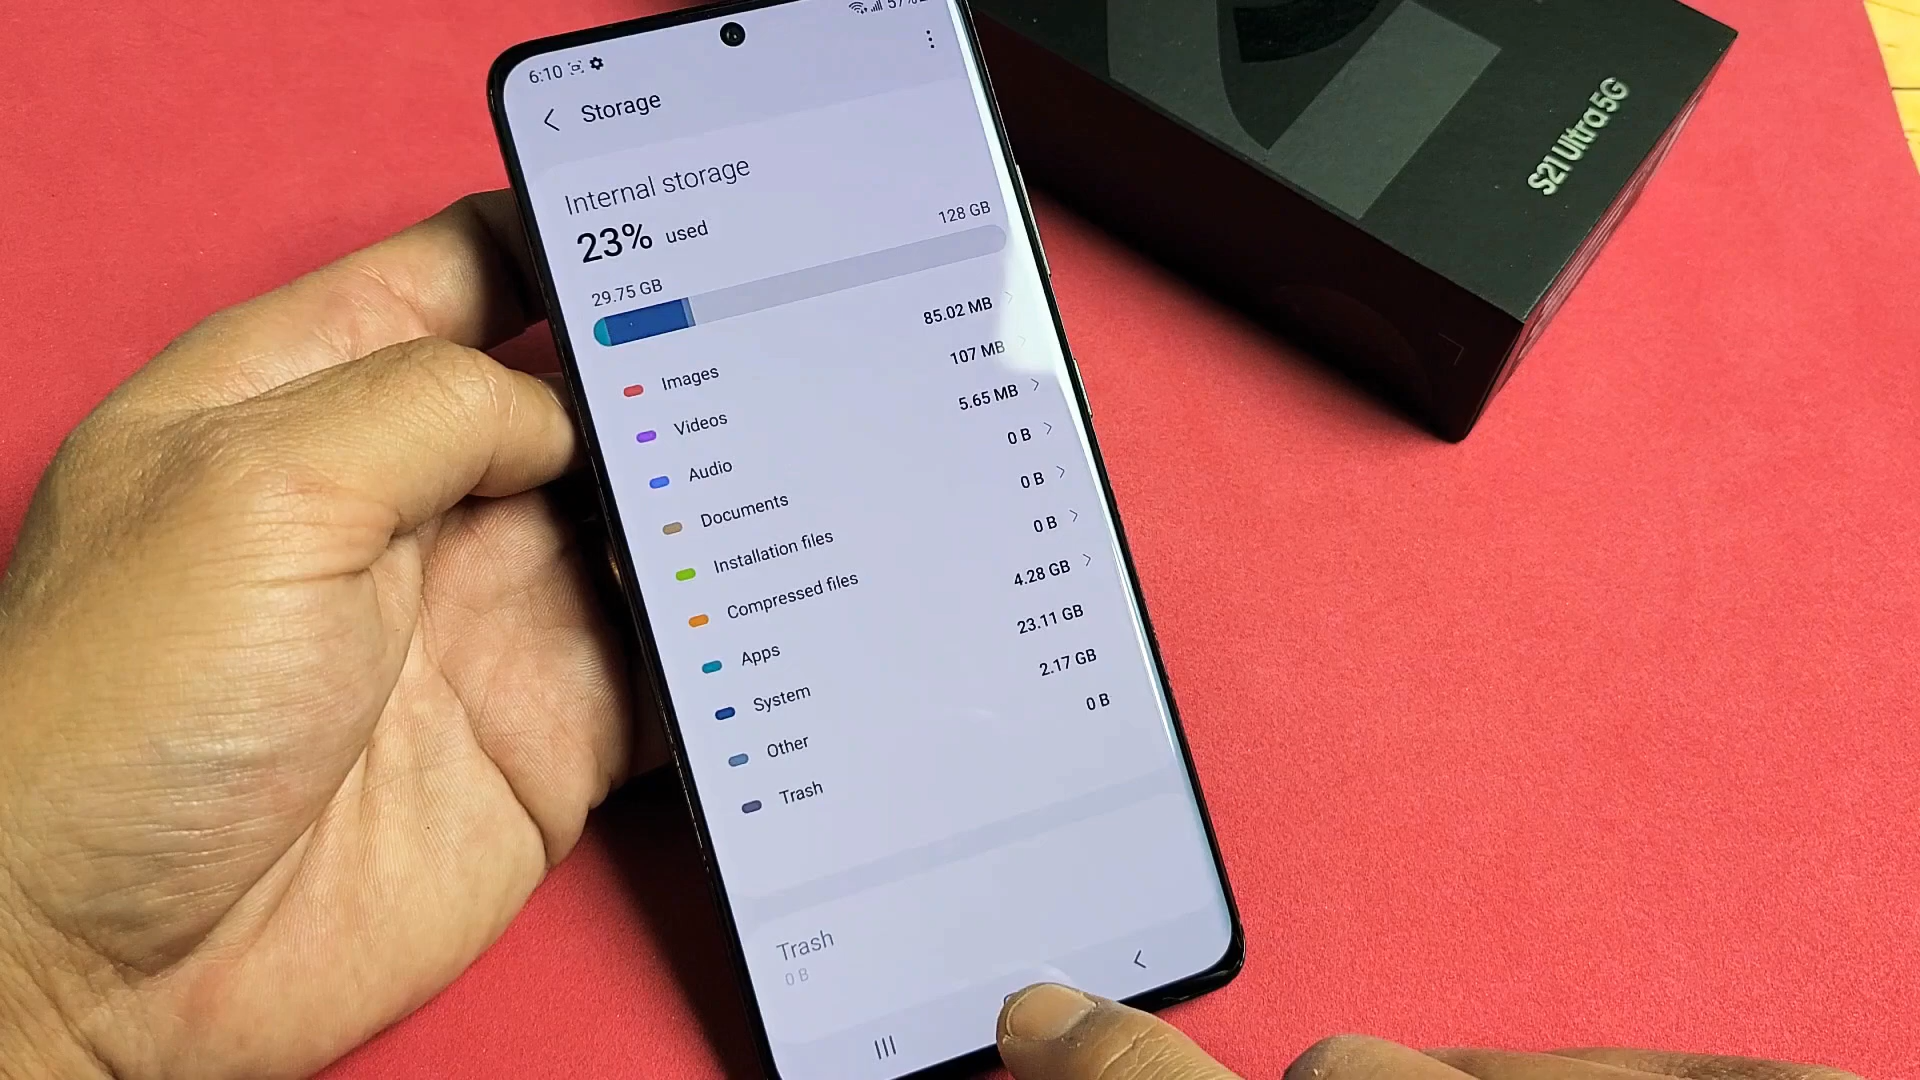 6:10
57%
Storage
Internal storage
23% used
128 GB
29.75 GB
Images 85.02 MB
Videos 107 MB
Audio 5.65 MB
Documents 0 B
Installation files 0 B
Compressed files 0 B
Apps 4.28 GB
System 23.11 GB
Other 2.17 GB
Trash 0 B
Trash
0 B
S21 Ultra 5G